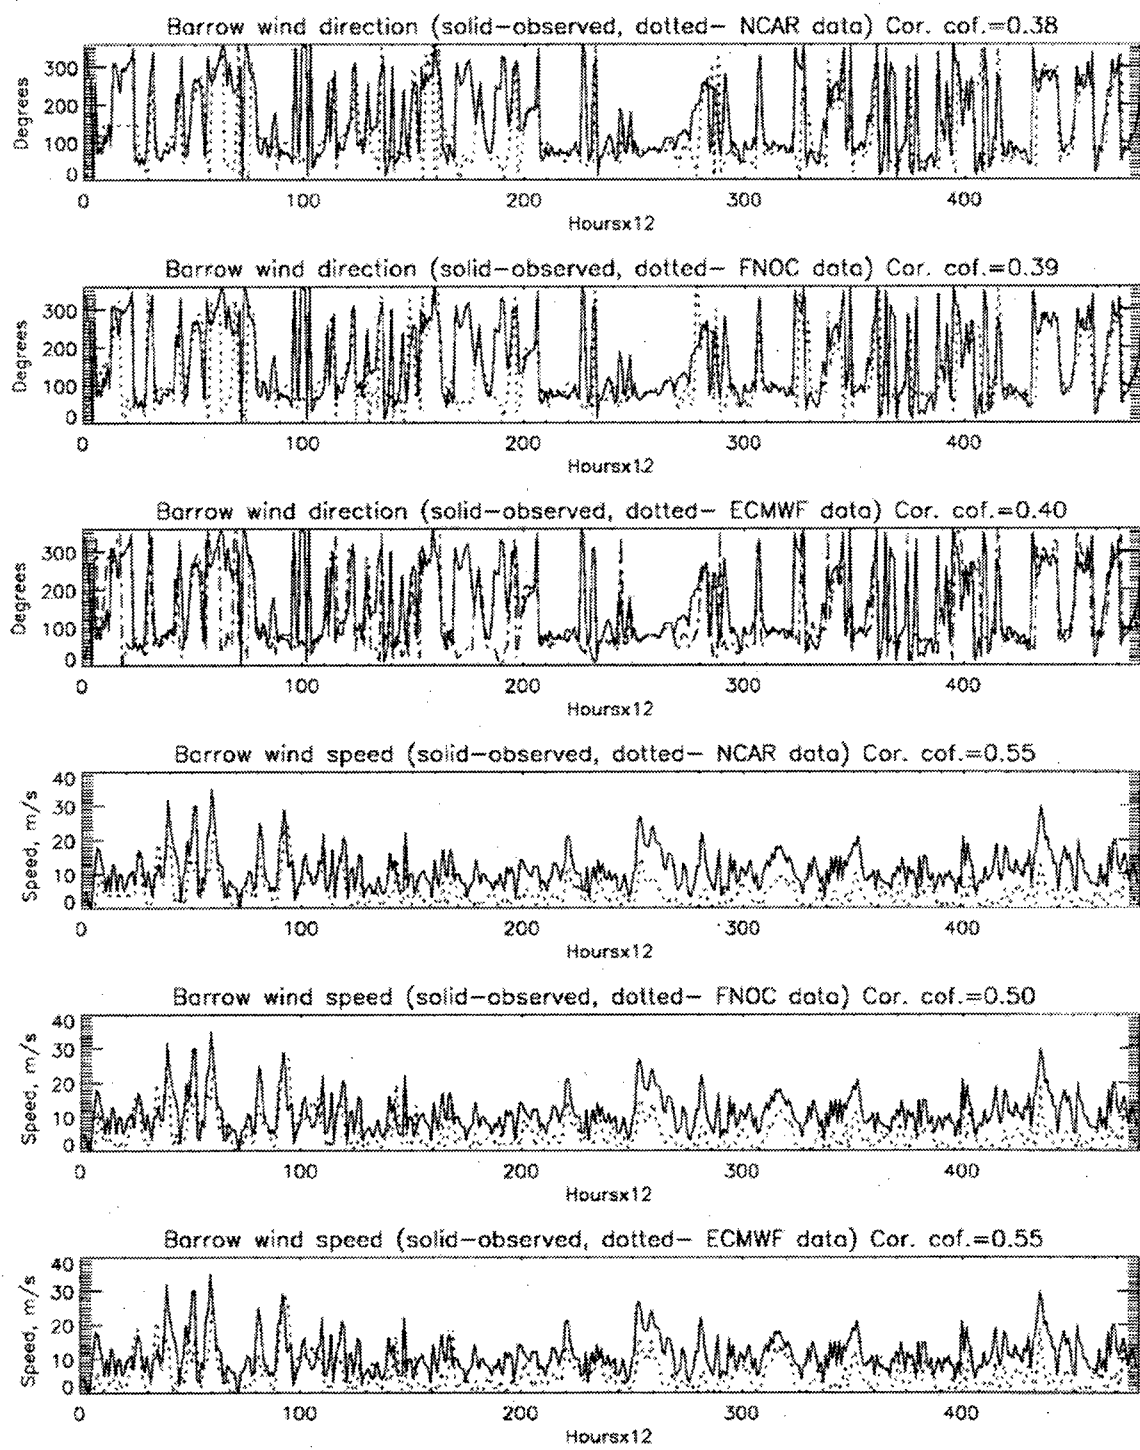 Barrow wind direction (solid-observed, dotted- NCAR data) Cor. cof.=0.38
Degrees
300
200
100
0
0 100 200 300 400
Hoursx12
Barrow wind direction (solid-observed, dotted- FNOC data) Cor. cof.=0.39
Degrees
300
200
100
0
0 100 200 300 400
Hoursx12
Barrow wind direction (solid-observed, dotted- ECMWF data) Cor. cof.=0.40
Degrees
300
200
100
0
0 100 200 300 400
Hoursx12
Barrow wind speed (solid-observed, dotted- NCAR data) Cor. cof.=0.55
Speed, m/s
40
30
20
10
0
0 100 200 300 400
Hoursx12
Barrow wind speed (solid-observed, dotted- FNOC data) Cor. cof.=0.50
Speed, m/s
40
30
20
10
0
0 100 200 300 400
Hoursx12
Barrow wind speed (solid-observed, dotted- ECMWF data) Cor. cof.=0.55
Speed, m/s
40
30
20
10
0
0 100 200 300 400
Hoursx12